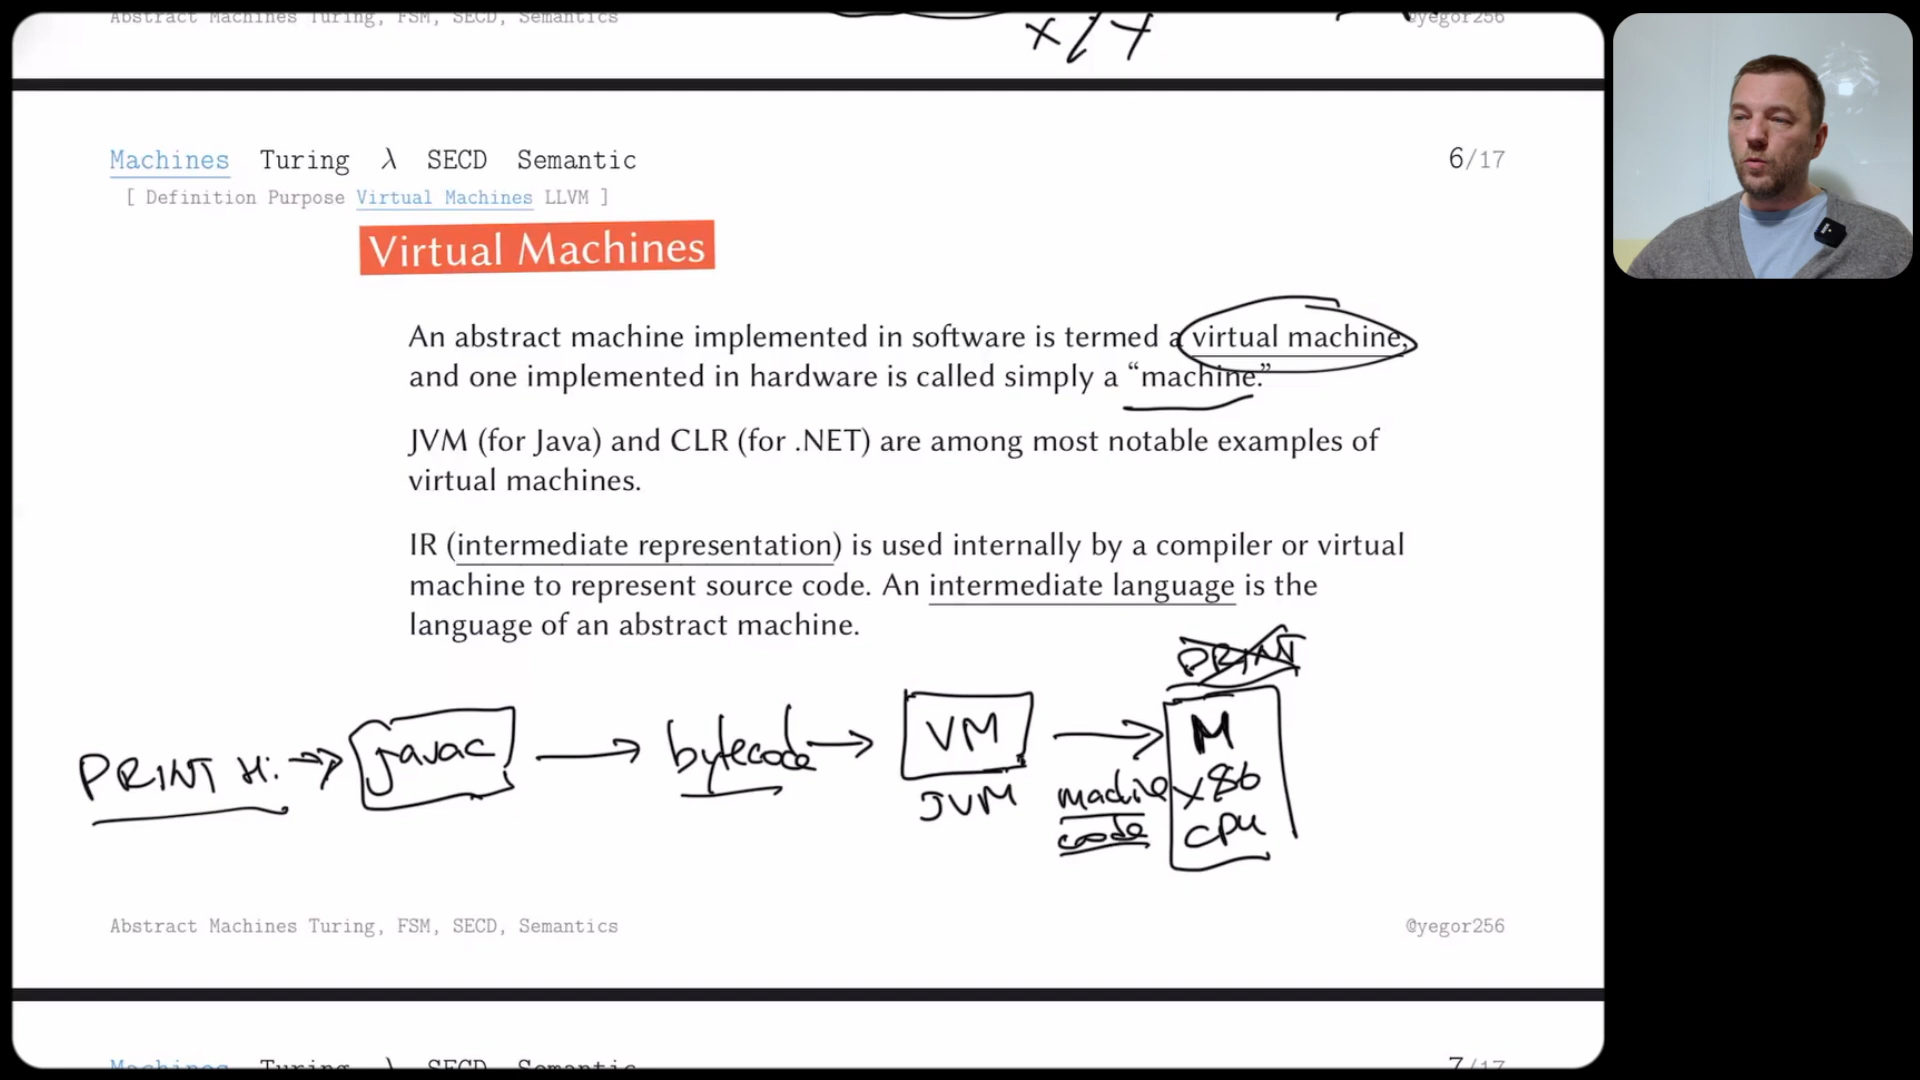 Abstract Machines Turing, FSM, SECD, Semantics @yegor256
x/y
Machines Turing λ SECD Semantic 6/17
[ Definition Purpose Virtual Machines LLVM ]
Virtual Machines
An abstract machine implemented in software is termed a virtual machine,
and one implemented in hardware is called simply a “machine.”
JVM (for Java) and CLR (for .NET) are among most notable examples of
virtual machines.
IR (intermediate representation) is used internally by a compiler or virtual
machine to represent source code. An intermediate language is the
language of an abstract machine.
PRINT
PRINT Hi. → javac → bytecode → VM → M
JVM machine x86
code CPU
Abstract Machines Turing, FSM, SECD, Semantics @yegor256
Machines Turing λ SECD Semantic 7/17